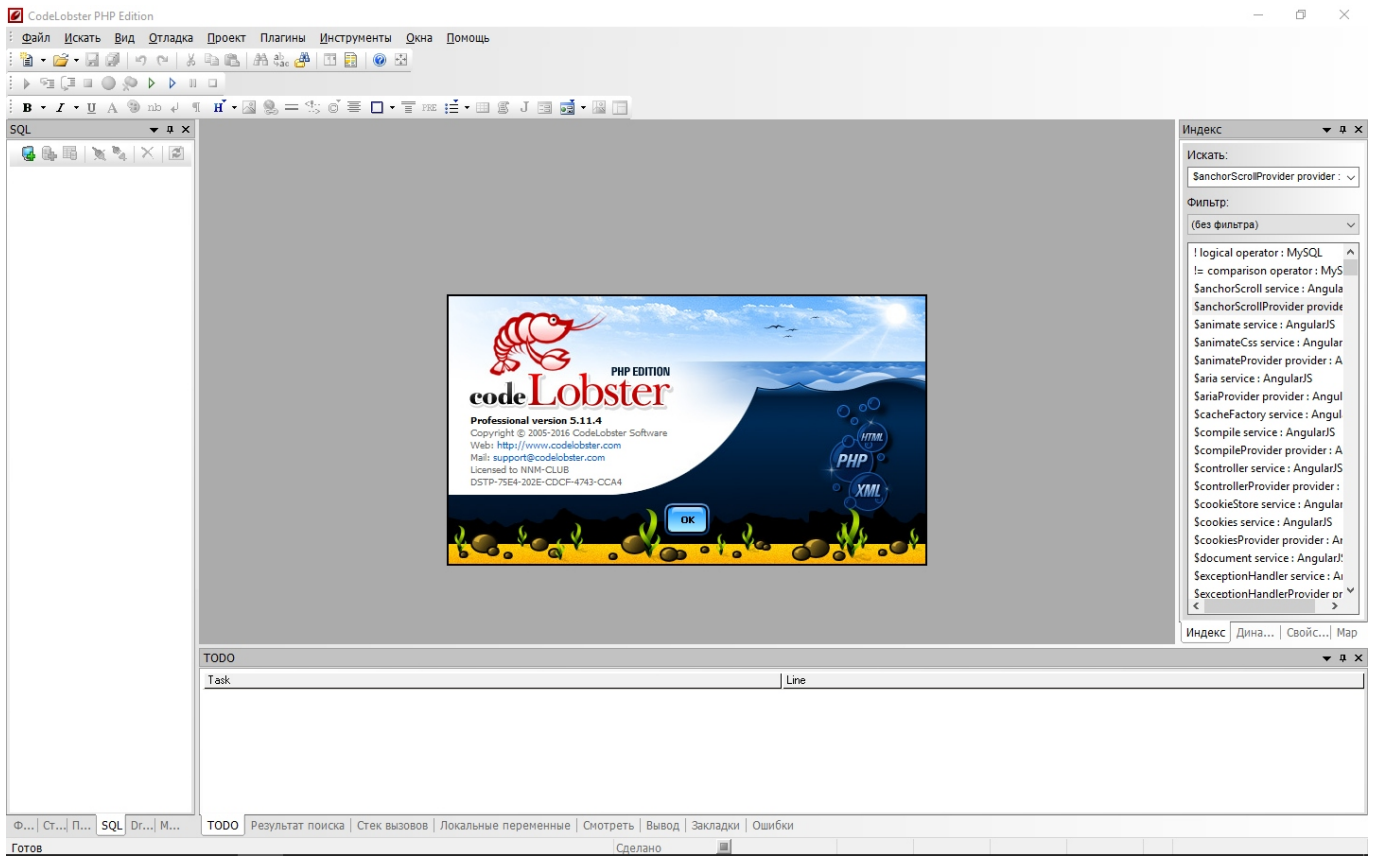 CodeLobster PHP Edition
Файл Искать Вид Отладка Проект Плагины Инструменты Окна Помощь
B I U A nb ¶ H PRE J
SQL
Индекс
Искать:
$anchorScrollProvider provider :
Фильтр:
(без фильтра)
! logical operator : MySQL
!= comparison operator : MyS
$anchorScroll service : Angula
$anchorScrollProvider provide
$animate service : AngularJS
$animateCss service : Angular
$animateProvider provider : A
$aria service : AngularJS
$ariaProvider provider : Angul
$cacheFactory service : Angul
$compile service : AngularJS
$compileProvider provider : A
$controller service : AngularJS
$controllerProvider provider :
$cookieStore service : Angular
$cookies service : AngularJS
$cookiesProvider provider : Ar
$document service : AngularJ
$exceptionHandler service : A
$exceptionHandlerProvider pr
Индекс Дина... Свойс... Map
PHP EDITION
codeLobster
Professional version 5.11.4
Copyright © 2005-2016 CodeLobster Software
Web: http://www.codelobster.com
Mail: support@codelobster.com
Licensed to NNM-CLUB
DSTP-75E4-202E-CDCF-4743-CCA4
HTML
PHP
XML
OK
TODO
Task Line
Ф... Ст... П... SQL Dr... М...
TODO Результат поиска Стек вызовов Локальные переменные Смотреть Вывод Закладки Ошибки
Готов Сделано